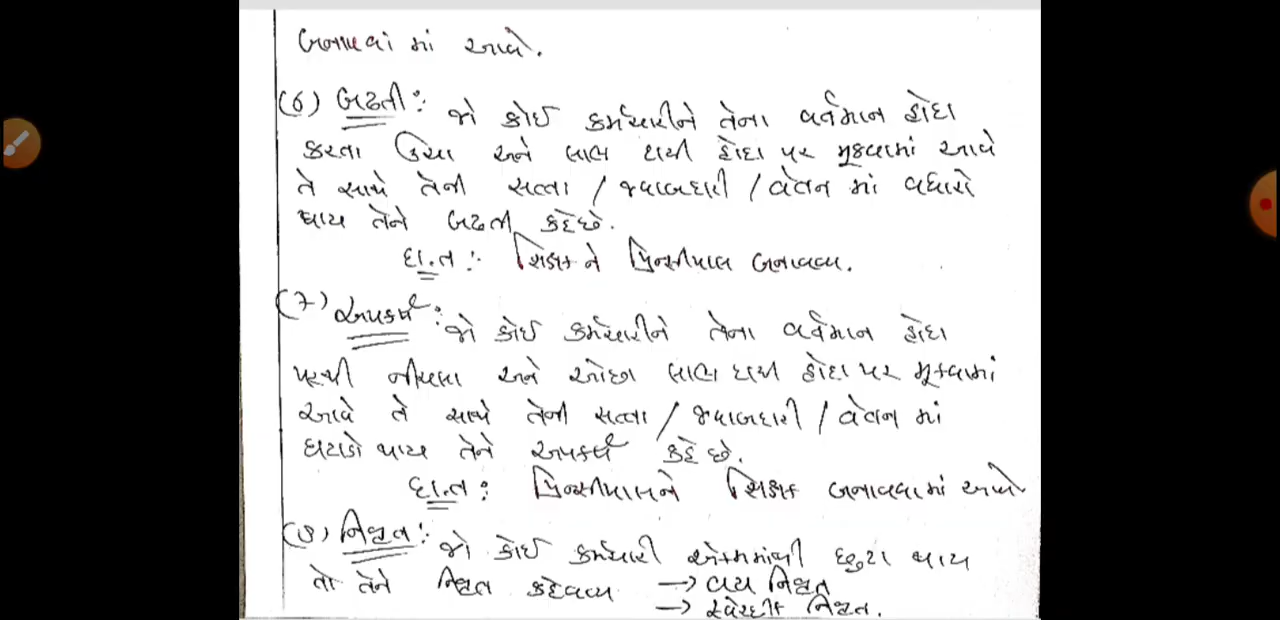 બનાવવાં માં આવે.
(6) બઢતી : જો કોઈ કર્મચારીને તેના વર્તમાન હોદા
કરતા ઉંચા અને લાભ દાયી હોદા પર મુકવામાં આવે
તે સાથે તેની સત્તા / જવાબદારી / વેતન માં વધારો
થાય તેને બઢતી કહે છે.
દા.ત : શિક્ષક ને પ્રિન્સીપાલ બનાવવા.
(7) અપકર્ષ : જો કોઈ કર્મચારીને તેના વર્તમાન હોદા
પરથી નીચલા અને ઓછા લાભ દાયી હોદા પર મૂકવામાં
આવે તે સાથે તેની સત્તા / જવાબદારી / વેતન માં
ઘટાડો થાય તેને અપકર્ષ કહે છે.
દા.ત : પ્રિન્સીપાલને શિક્ષક બનાવવામાં આવે
(8) નિવૃત : જો કોઈ કર્મચારી એકમમાંથી છુટા થાય
તો તેને નિવૃત કહેવાય → વય નિવૃત
→ સ્વૈચ્છીક નિવૃત.